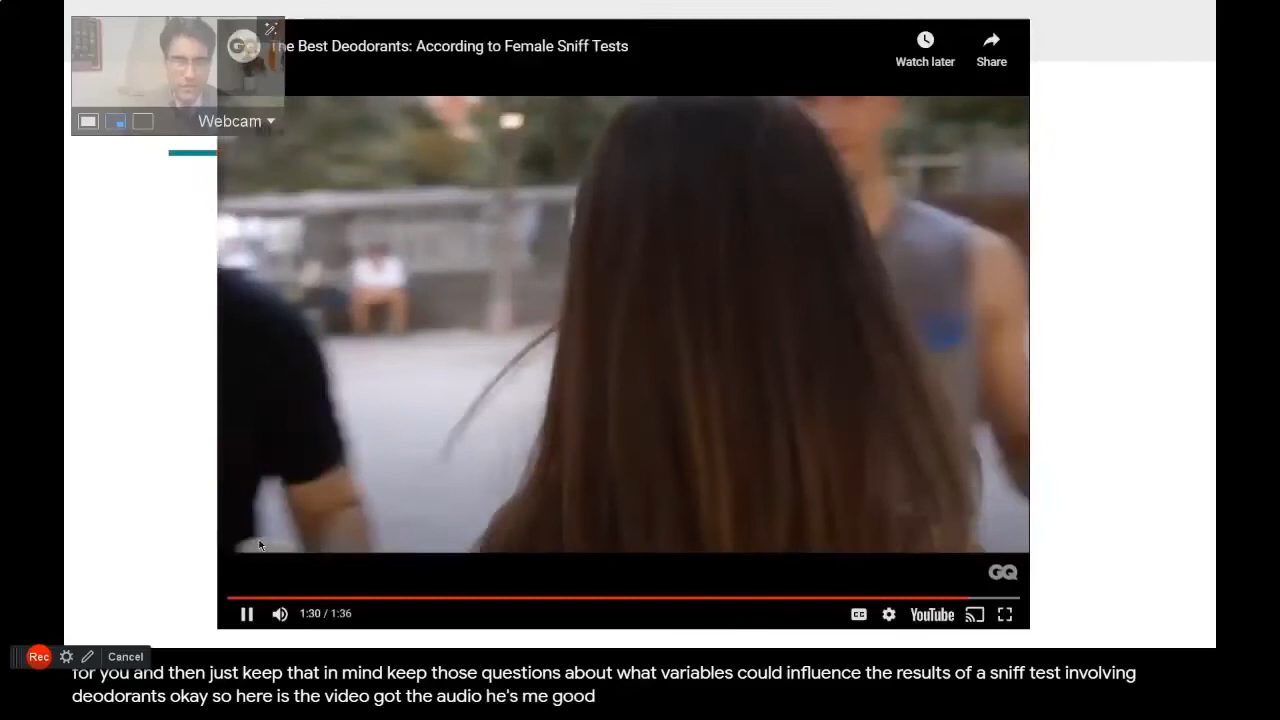 he Best Deodorants: According to Female Sniff Tests
Watch later
Share
Webcam
GQ
1:30 / 1:36
CC
YouTube
Rec
Cancel
for you and then just keep that in mind keep those questions about what variables could influence the results of a sniff test involving
deodorants okay so here is the video got the audio he's me good